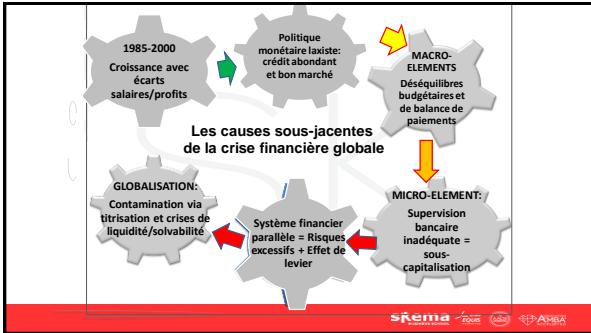 1985-2000
Croissance avec
écarts
salaires/profits
Politique
monétaire laxiste:
crédit abondant
et bon marché
MACRO-
ELEMENTS
Déséquilibres
budgétaires et
de balance de
paiements
Les causes sous-jacentes
de la crise financière globale
GLOBALISATION:
Contamination via
titrisation et crises de
liquidité/solvabilité
Système financier
parallèle = Risques
excessifs + Effet de
levier
MICRO-ELEMENT:
Supervision
bancaire
inadéquate =
sous-
capitalisation
skema
BUSINESS SCHOOL
EQUIS
AMBA
ACCREDITED